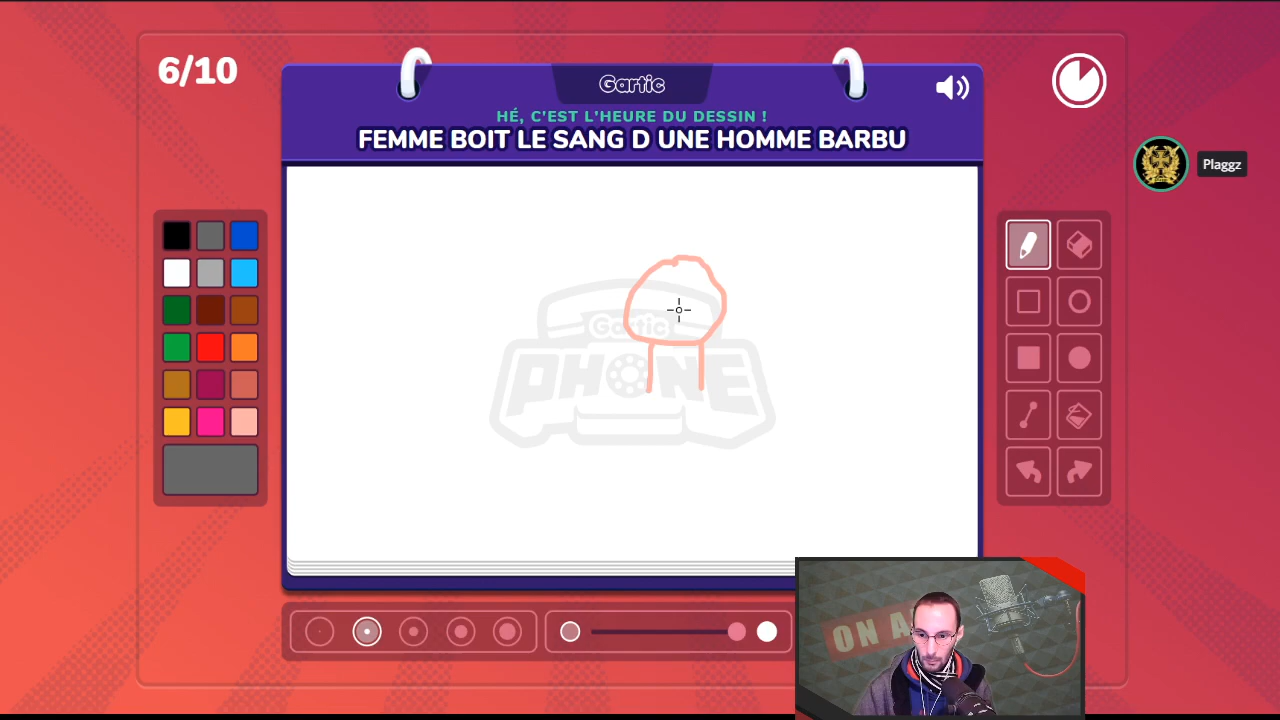 6/10
Gartic
HÉ, C'EST L'HEURE DU DESSIN !
FEMME BOIT LE SANG D UNE HOMME BARBU
Plaggz
Gartic
PHONE
ON A